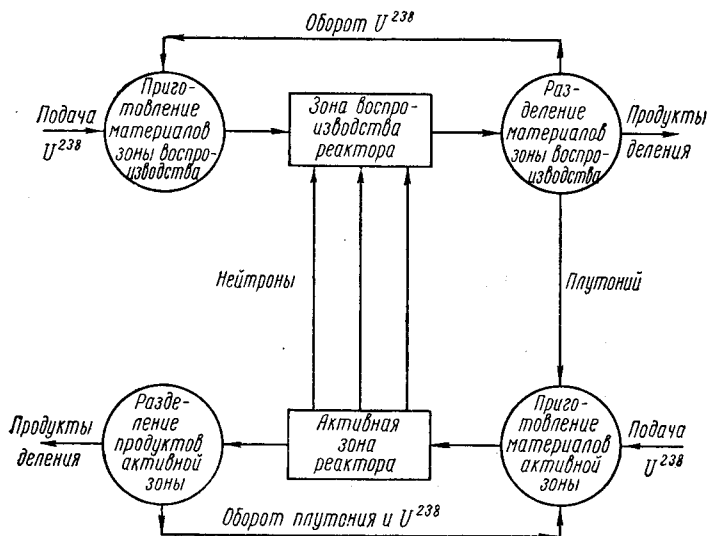 Оборот U²³⁸
Подача
U²³⁸
Приго-
товление
материалов
зоны воспро-
изводства
Зона воспро-
изводства
реактора
Раз-
деление
материалов
зоны воспро-
изводства
Продукты
деления
Нейтроны
Плутоний
Продукты
деления
Разде-
ление
продуктов
активной
зоны
Активная
зона
реактора
Приго-
товление
материалов
активной
зоны
Подача
U²³⁸
Оборот плутония и U²³⁸